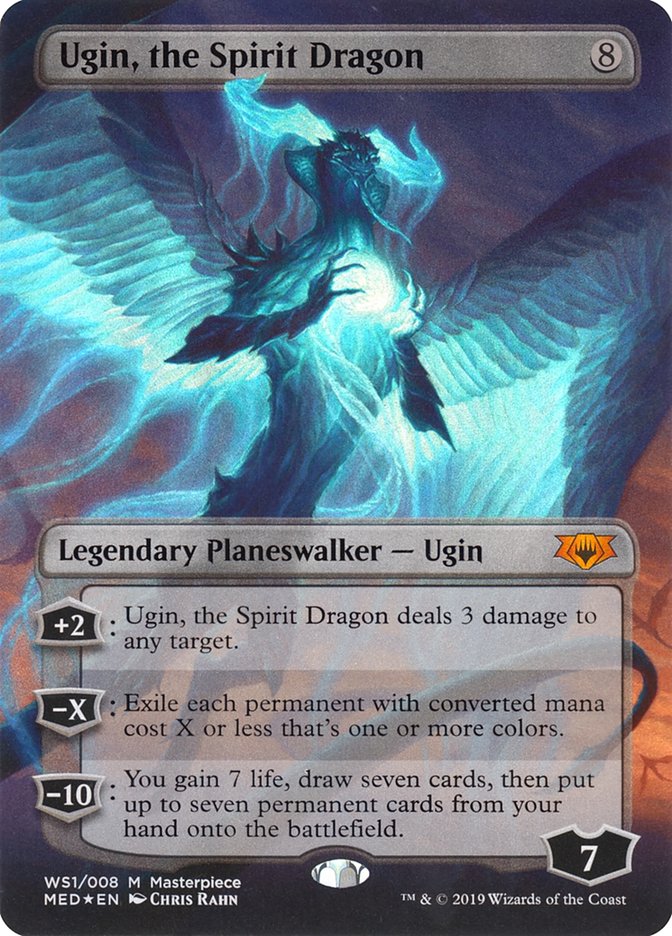 Ugin, the Spirit Dragon 8
Legendary Planeswalker — Ugin
+2 : Ugin, the Spirit Dragon deals 3 damage to
any target.
−X : Exile each permanent with converted mana
cost X or less that's one or more colors.
−10 : You gain 7 life, draw seven cards, then put
up to seven permanent cards from your
hand onto the battlefield.
7
WS1/008 M Masterpiece
MED★EN Chris Rahn
™ & © 2019 Wizards of the Coast